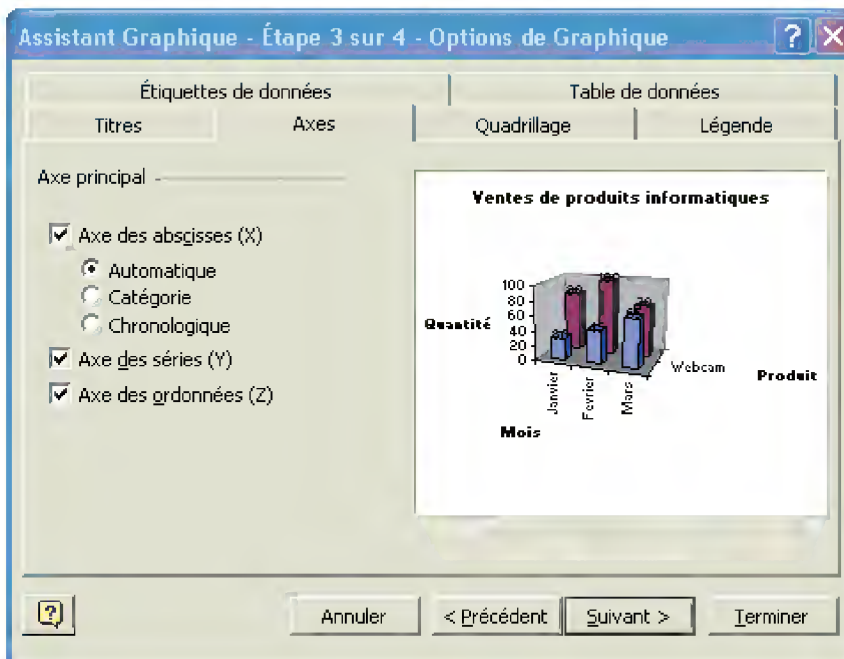 Assistant Graphique - Étape 3 sur 4 - Options de Graphique
Étiquettes de données Table de données
Titres Axes Quadrillage Légende
Axe principal
Axe des abscisses (X)
Automatique
Catégorie
Chronologique
Axe des séries (Y)
Axe des ordonnées (Z)
Ventes de produits informatiques
100
80
60
40
20
0
Quantité
Janvier
Fevrier
Mars
Webcam
Produit
Mois
Annuler < Précédent Suivant > Terminer